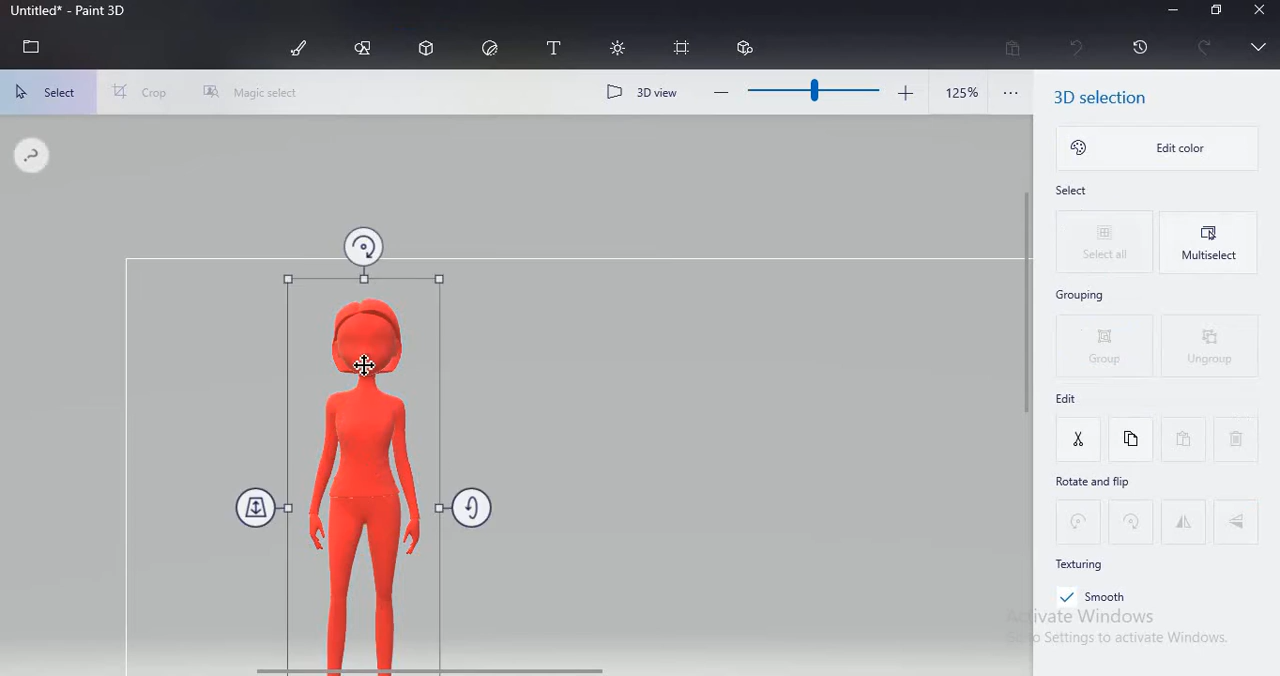 Untitled* - Paint 3D
Select
Crop
Magic select
3D view
125%
3D selection
Edit color
Select
Select all
Multiselect
Grouping
Group
Ungroup
Edit
Rotate and flip
Texturing
Smooth
Activate Windows
Go to Settings to activate Windows.